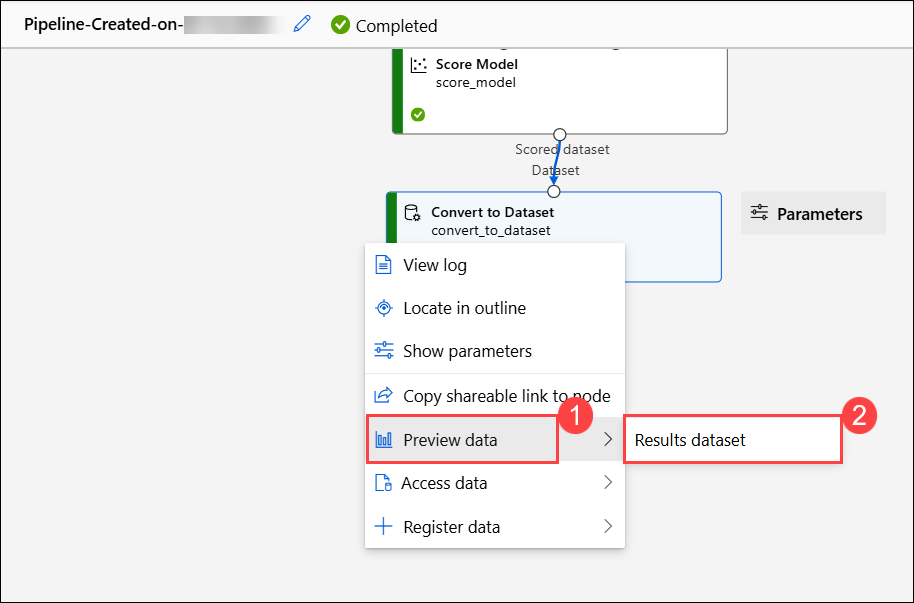 Pipeline-Created-on-
Completed
Score Model
score_model
Scored dataset
Dataset
Convert to Dataset
convert_to_dataset
Parameters
View log
Locate in outline
Show parameters
Copy shareable link to node
1
2
Preview data
Results dataset
Access data
Register data